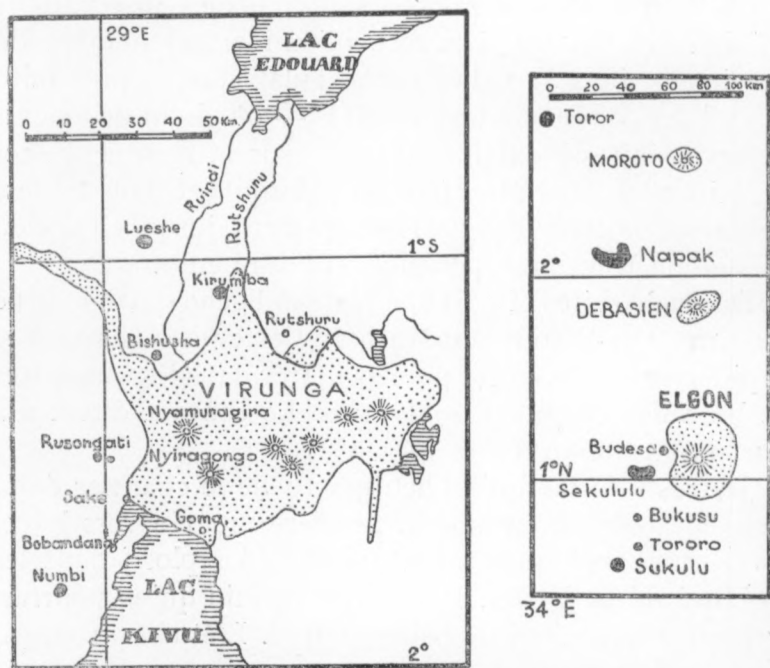 29°E
LAC
EDOUARD
0 10 20 30 40 50 Km
Ruindi
Rutshuru
Lueshe
1°S
Kirumba
Rutshuru
Bishusha
VIRUNGA
Nyamuragira
Rusongati
Nyiragongo
Sake
Goma
Bobandana
Numbi
LAC
KIVU
2°
0 20 40 60 80 100 Km
Toror
MOROTO
Napak
2°
DEBASIEN
ELGON
Budesa
1°N
Sekululu
Bukusu
Tororo
Sukulu
34°E